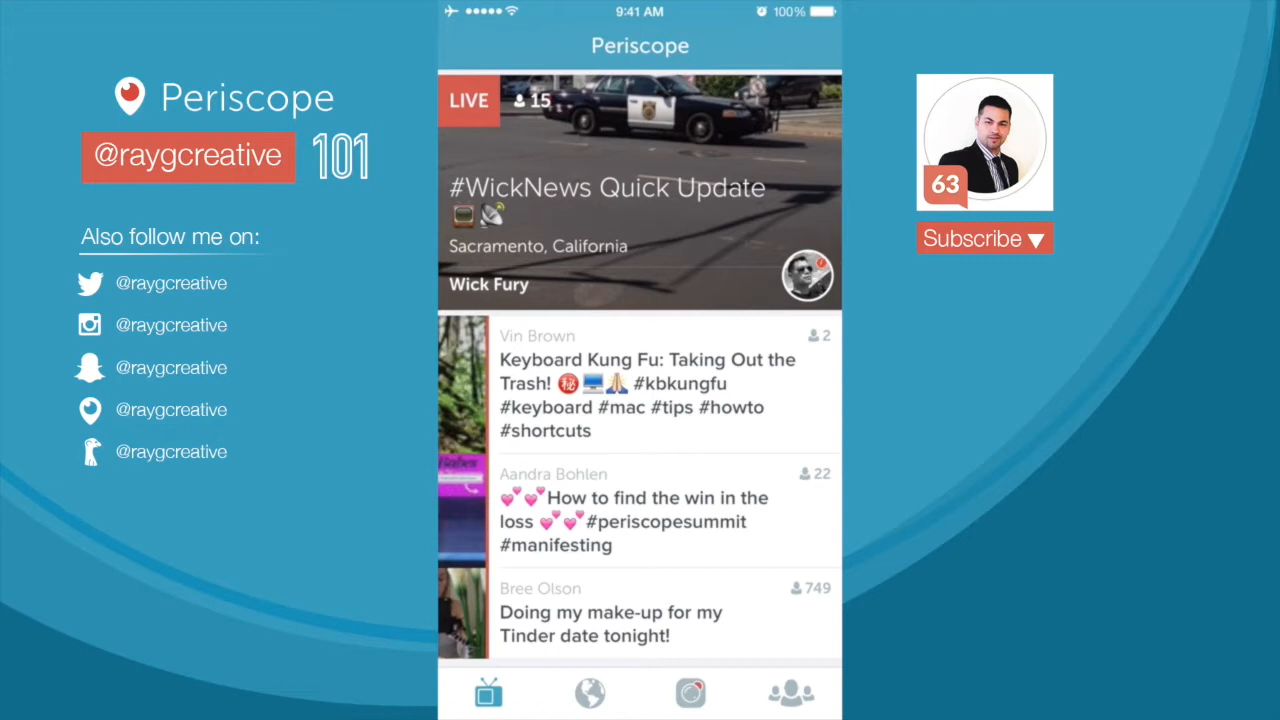 9:41 AM
100%
Periscope
Periscope
@raygcreative 101
Also follow me on:
@raygcreative
@raygcreative
@raygcreative
@raygcreative
@raygcreative
LIVE 15
#WickNews Quick Update
Sacramento, California
Wick Fury
Vin Brown 2
Keyboard Kung Fu: Taking Out the
Trash! ㊙️💻🙏 #kbkungfu
#keyboard #mac #tips #howto
#shortcuts
Aandra Bohlen 22
💕💕How to find the win in the
loss 💕💕#periscopesummit
#manifesting
Bree Olson 749
Doing my make-up for my
Tinder date tonight!
63
Subscribe